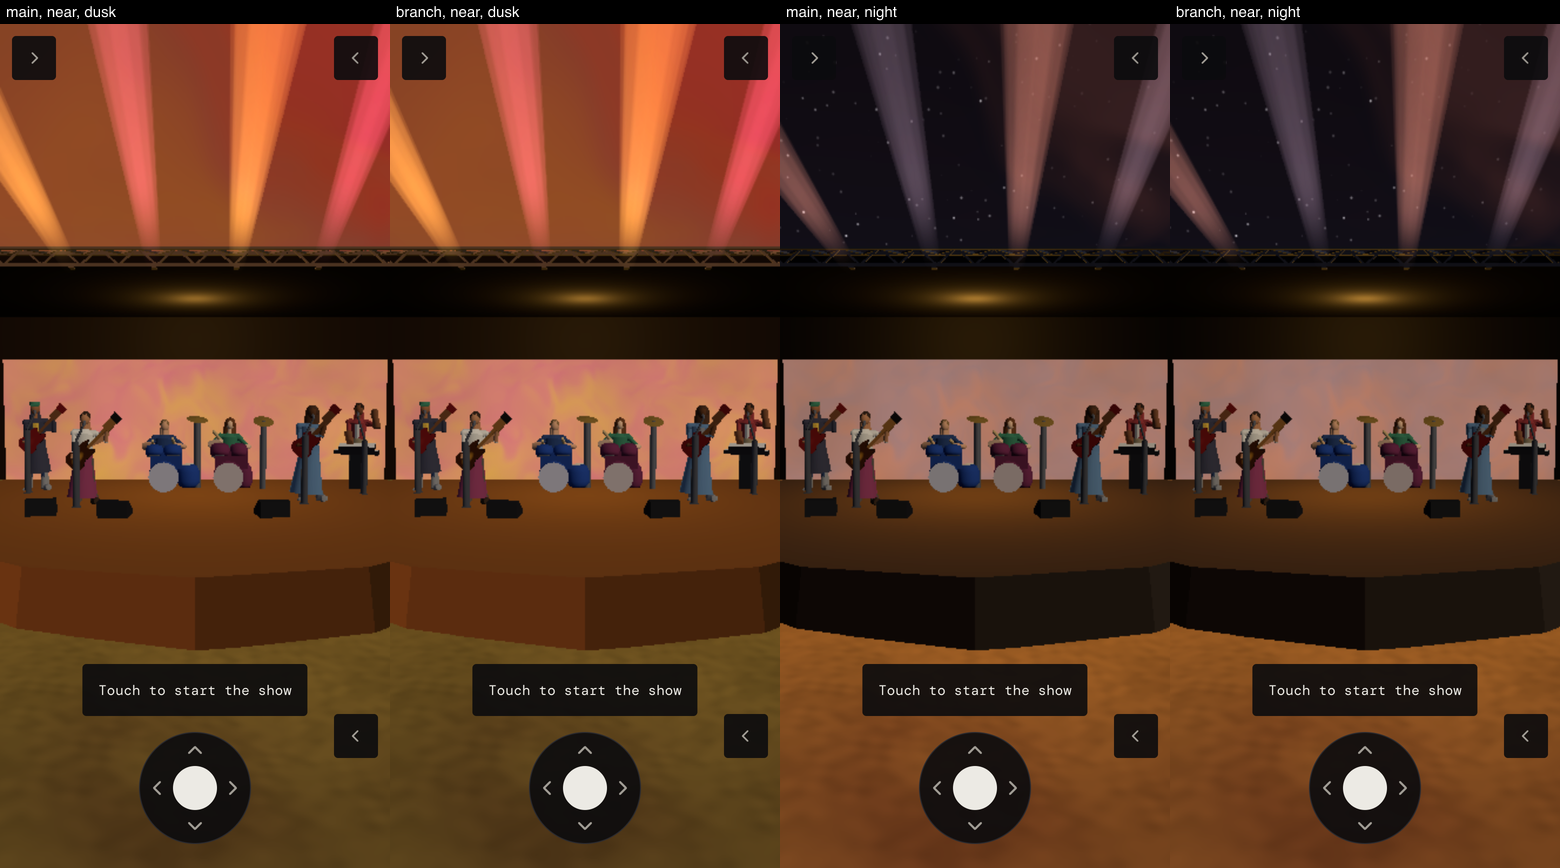 main, near, dusk
branch, near, dusk
main, near, night
branch, near, night
Touch to start the show
Touch to start the show
Touch to start the show
Touch to start the show